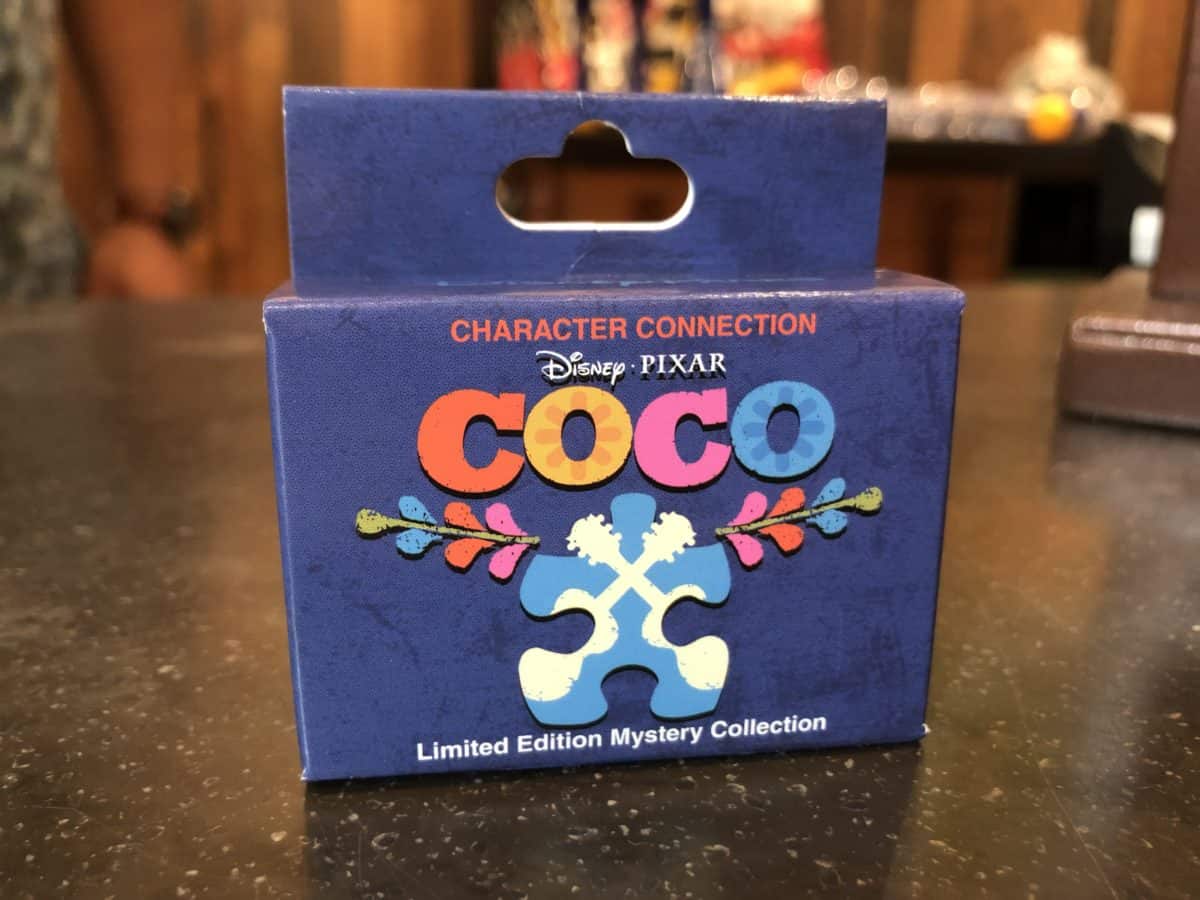 CHARACTER CONNECTION
Disney · PIXAR
COCO
Limited Edition Mystery Collection